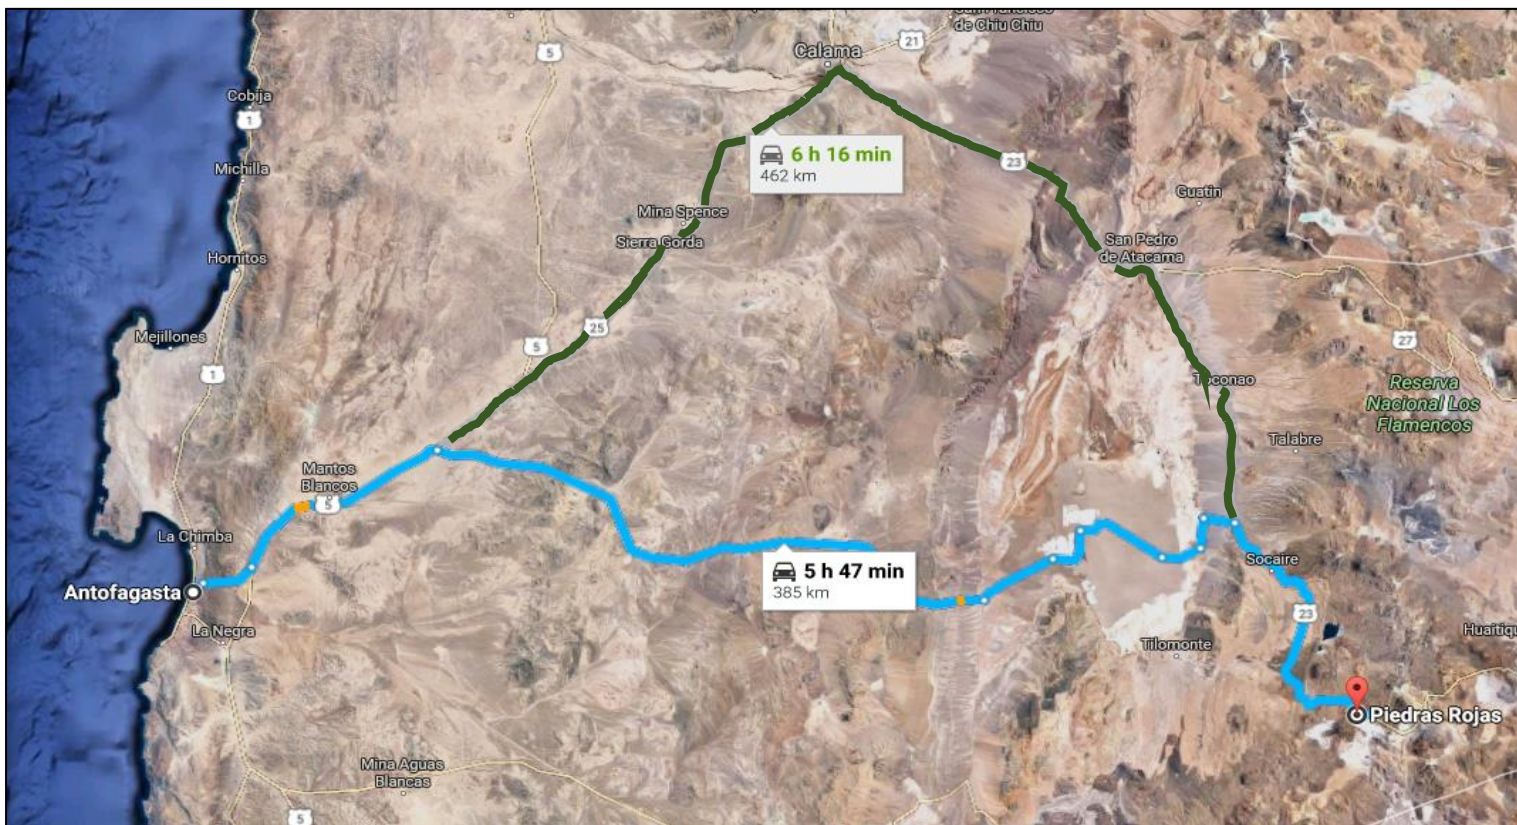 de Chiu Chiu
5
21
Calama
Cobija
1
6 h 16 min
462 km
23
Michilla
Guatin
Mina Spence
Sierra Gorda
San Pedro
de Atacama
Hornitos
25
Mejillones
5
27
1
Toconao
Reserva
Nacional Los
Flamencos
Talabre
Mantos
Blancos
5
La Chimba
Socaire
5 h 47 min
385 km
Antofagasta
23
La Negra
Tilomonte
Piedras Rojas
Mina Aguas
Blancas
5